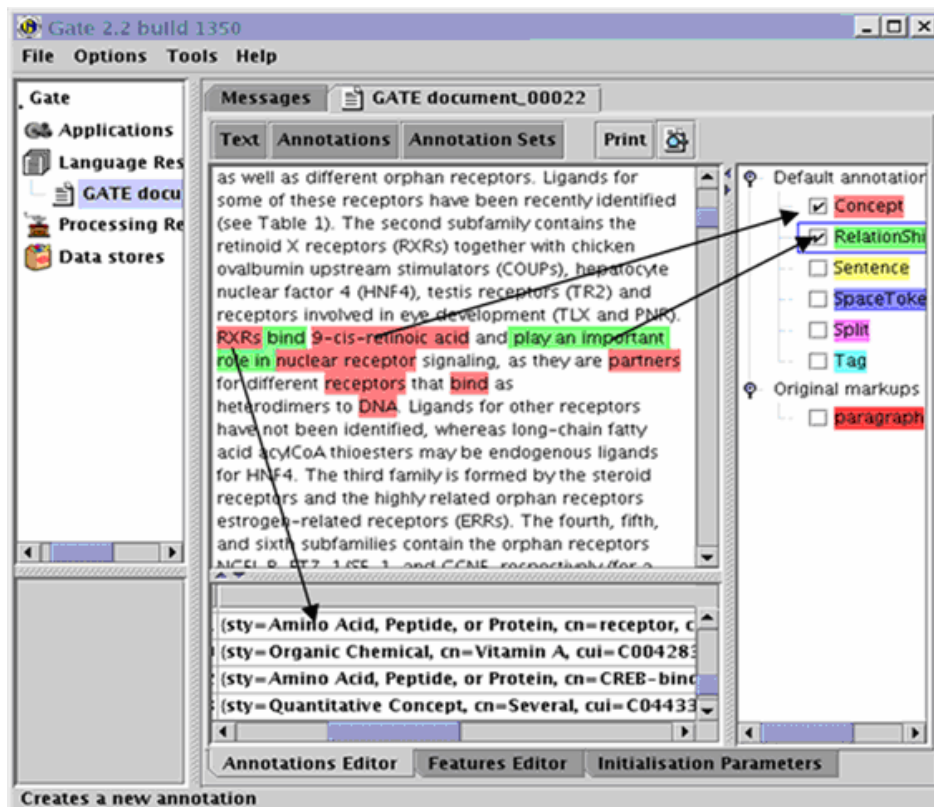 Gate 2.2 build 1350
File Options Tools Help
Gate
Applications
Language Res
GATE docu
Processing Re
Data stores
Messages GATE document_00022
Text Annotations Annotation Sets Print
as well as different orphan receptors. Ligands for
some of these receptors have been recently identified
(see Table 1). The second subfamily contains the
retinoid X receptors (RXRs) together with chicken
ovalbumin upstream stimulators (COUPs), hepatocyte
nuclear factor 4 (HNF4), testis receptors (TR2) and
receptors involved in eye development (TLX and PNR).
RXRs bind 9-cis-retinoic acid and play an important
role in nuclear receptor signaling, as they are partners
for different receptors that bind as
heterodimers to DNA. Ligands for other receptors
have not been identified, whereas long-chain fatty
acid acylCoA thioesters may be endogenous ligands
for HNF4. The third family is formed by the steroid
receptors and the highly related orphan receptors
estrogen-related receptors (ERRs). The fourth, fifth,
and sixth subfamilies contain the orphan receptors
(sty=Amino Acid, Peptide, or Protein, cn=receptor, c
(sty=Organic Chemical, cn=Vitamin A, cui=C004283
(sty=Amino Acid, Peptide, or Protein, cn=CREB-bind
(sty=Quantitative Concept, cn=Several, cui=C04433
Default annotation
Concept
RelationShi
Sentence
SpaceToke
Split
Tag
Original markups
paragraph
Annotations Editor Features Editor Initialisation Parameters
Creates a new annotation